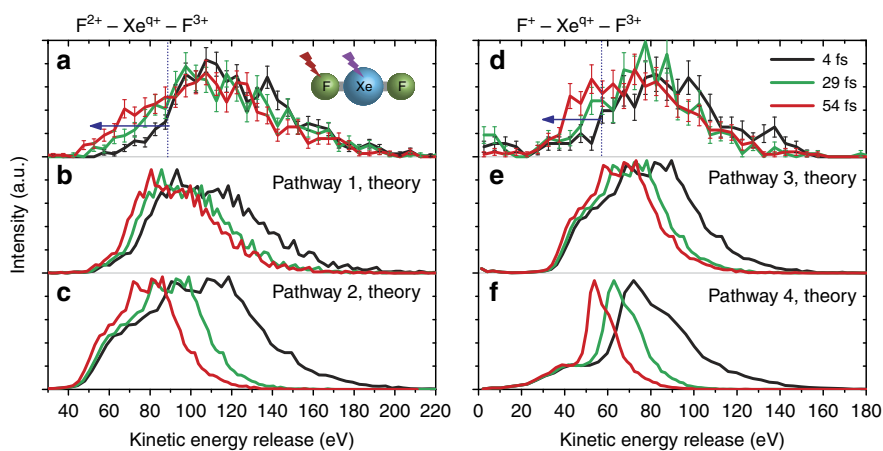 F²⁺ – Xe^q+ – F³⁺
F⁺ – Xe^q+ – F³⁺
a
F Xe F
d
4 fs
29 fs
54 fs
b
Pathway 1, theory
e
Pathway 3, theory
c
Pathway 2, theory
f
Pathway 4, theory
Intensity (a.u.)
40 60 80 100 120 140 160 180 200 220
0 20 40 60 80 100 120 140 160 180
Kinetic energy release (eV)
Kinetic energy release (eV)